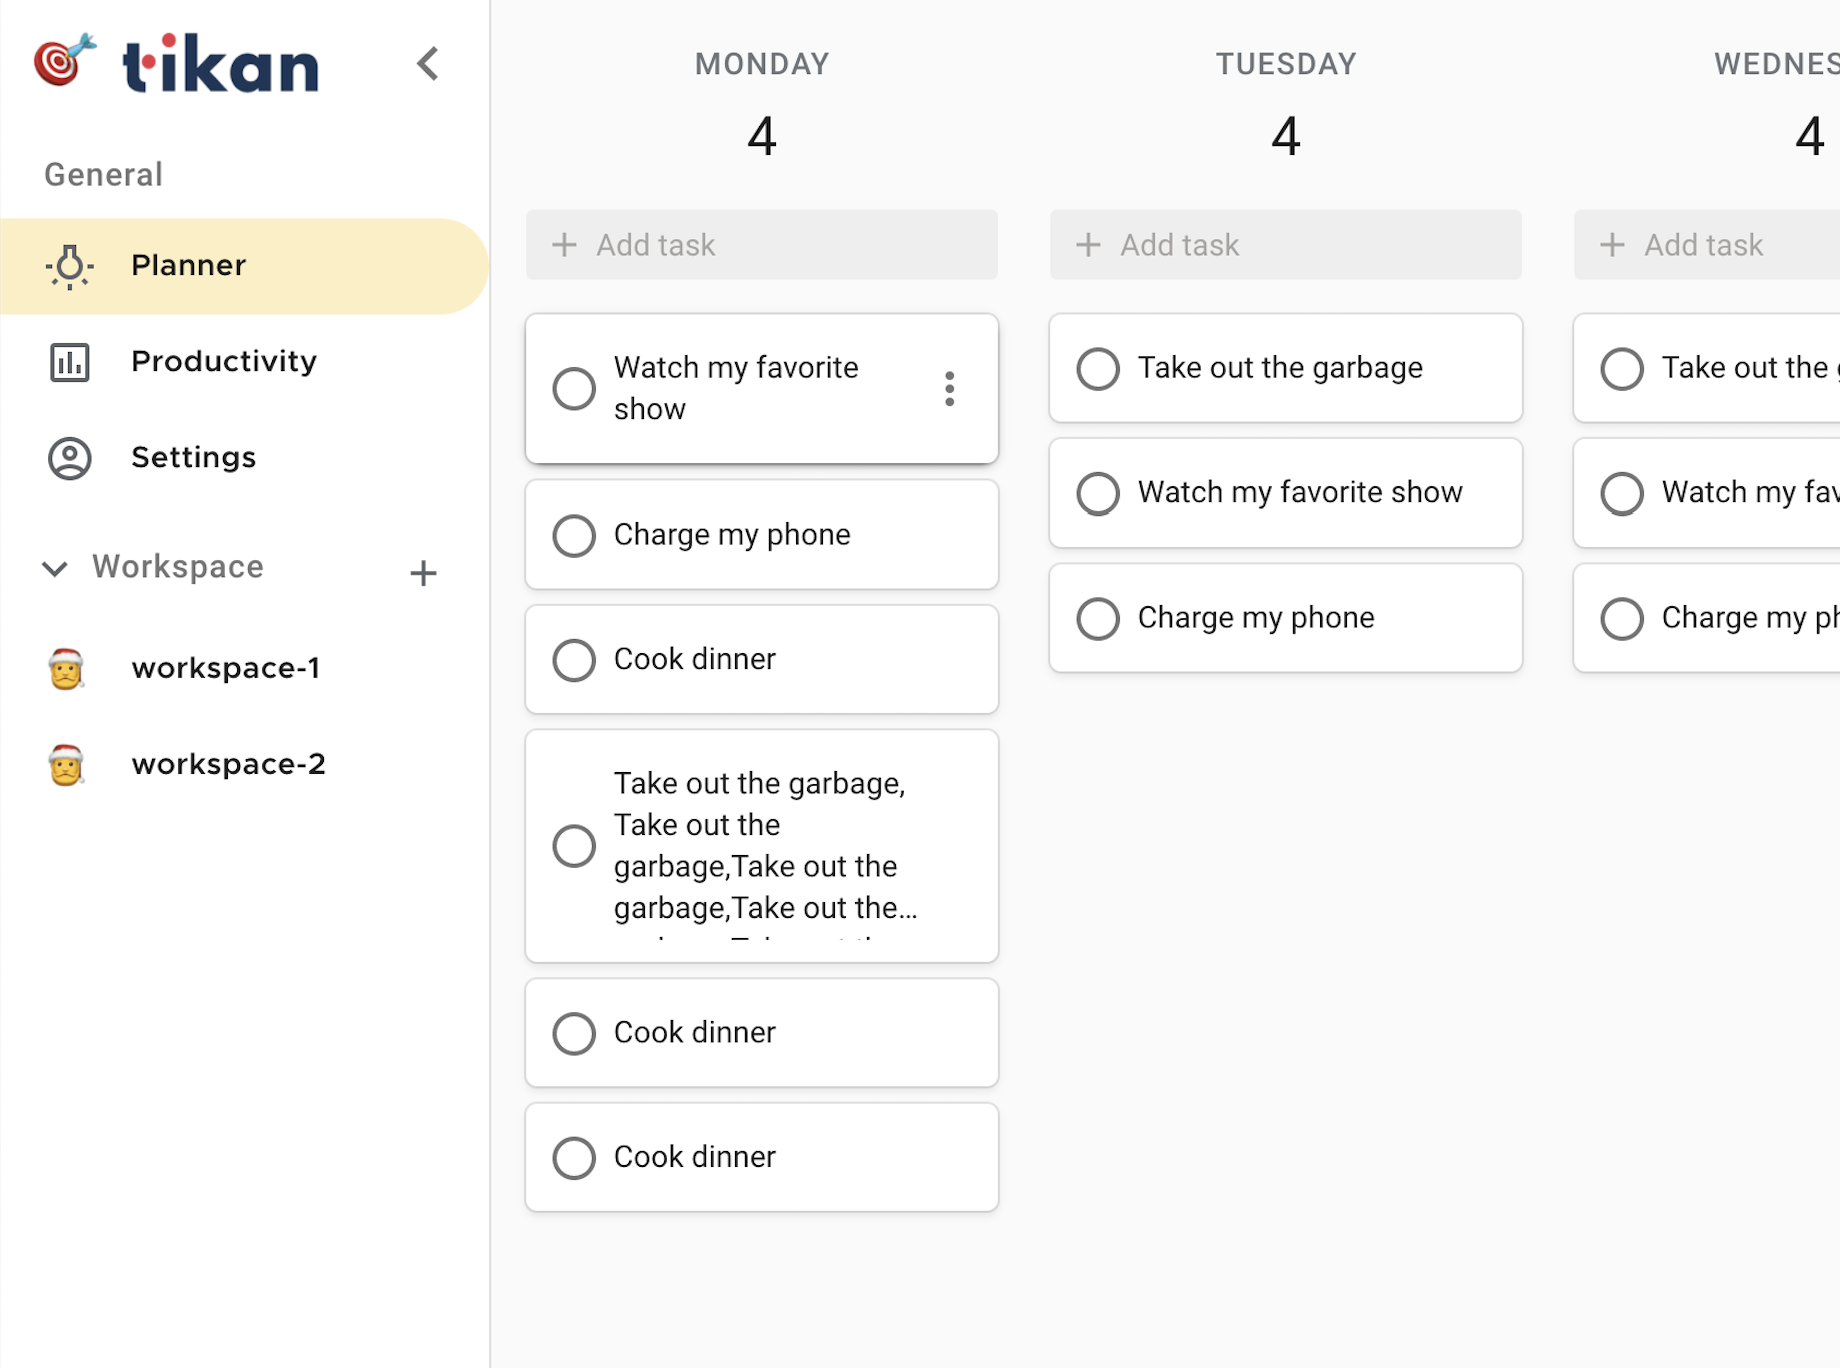 tikan
General
Planner
Productivity
Settings
Workspace
workspace-1
workspace-2
MONDAY
4
Add task
Watch my favorite
show
Charge my phone
Cook dinner
Take out the garbage,
Take out the
garbage,Take out the
garbage,Take out the...
Cook dinner
Cook dinner
TUESDAY
4
Add task
Take out the garbage
Watch my favorite show
Charge my phone
WEDNES
4
Add task
Take out the
Watch my fav
Charge my ph